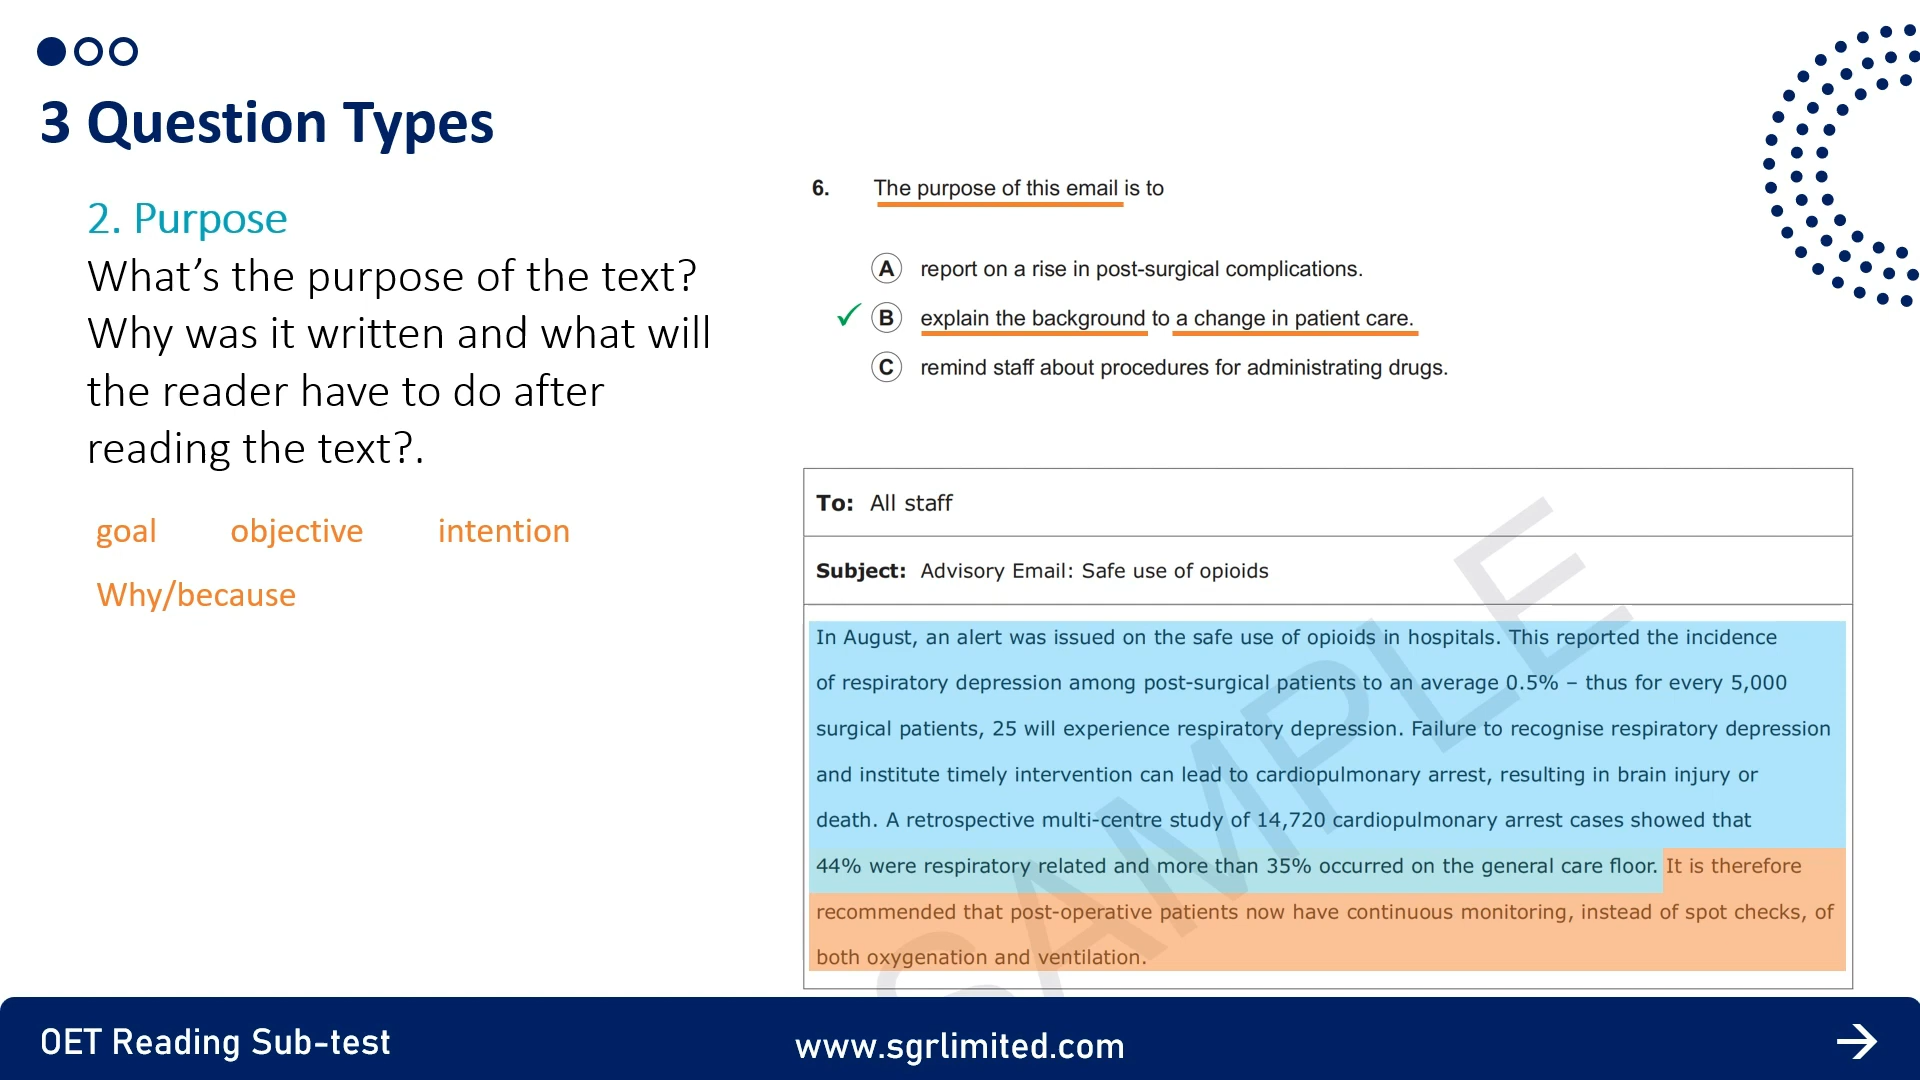 3 Question Types
2. Purpose
What’s the purpose of the text?
Why was it written and what will
the reader have to do after
reading the text?.
goal objective intention
Why/because
6. The purpose of this email is to
A report on a rise in post-surgical complications.
✓ B explain the background to a change in patient care.
C remind staff about procedures for administrating drugs.
To: All staff
Subject: Advisory Email: Safe use of opioids
In August, an alert was issued on the safe use of opioids in hospitals. This reported the incidence
of respiratory depression among post-surgical patients to an average 0.5% – thus for every 5,000
surgical patients, 25 will experience respiratory depression. Failure to recognise respiratory depression
and institute timely intervention can lead to cardiopulmonary arrest, resulting in brain injury or
death. A retrospective multi-centre study of 14,720 cardiopulmonary arrest cases showed that
44% were respiratory related and more than 35% occurred on the general care floor. It is therefore
recommended that post-operative patients now have continuous monitoring, instead of spot checks, of
both oxygenation and ventilation.
SAMPLE
OET Reading Sub-test
www.sgrlimited.com